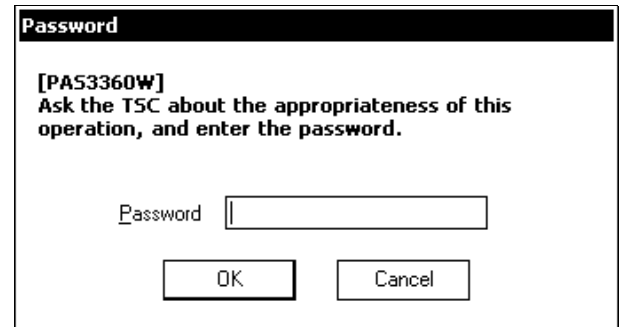 Password
[PAS3360W]
Ask the TSC about the appropriateness of this
operation, and enter the password.
Password
OK
Cancel